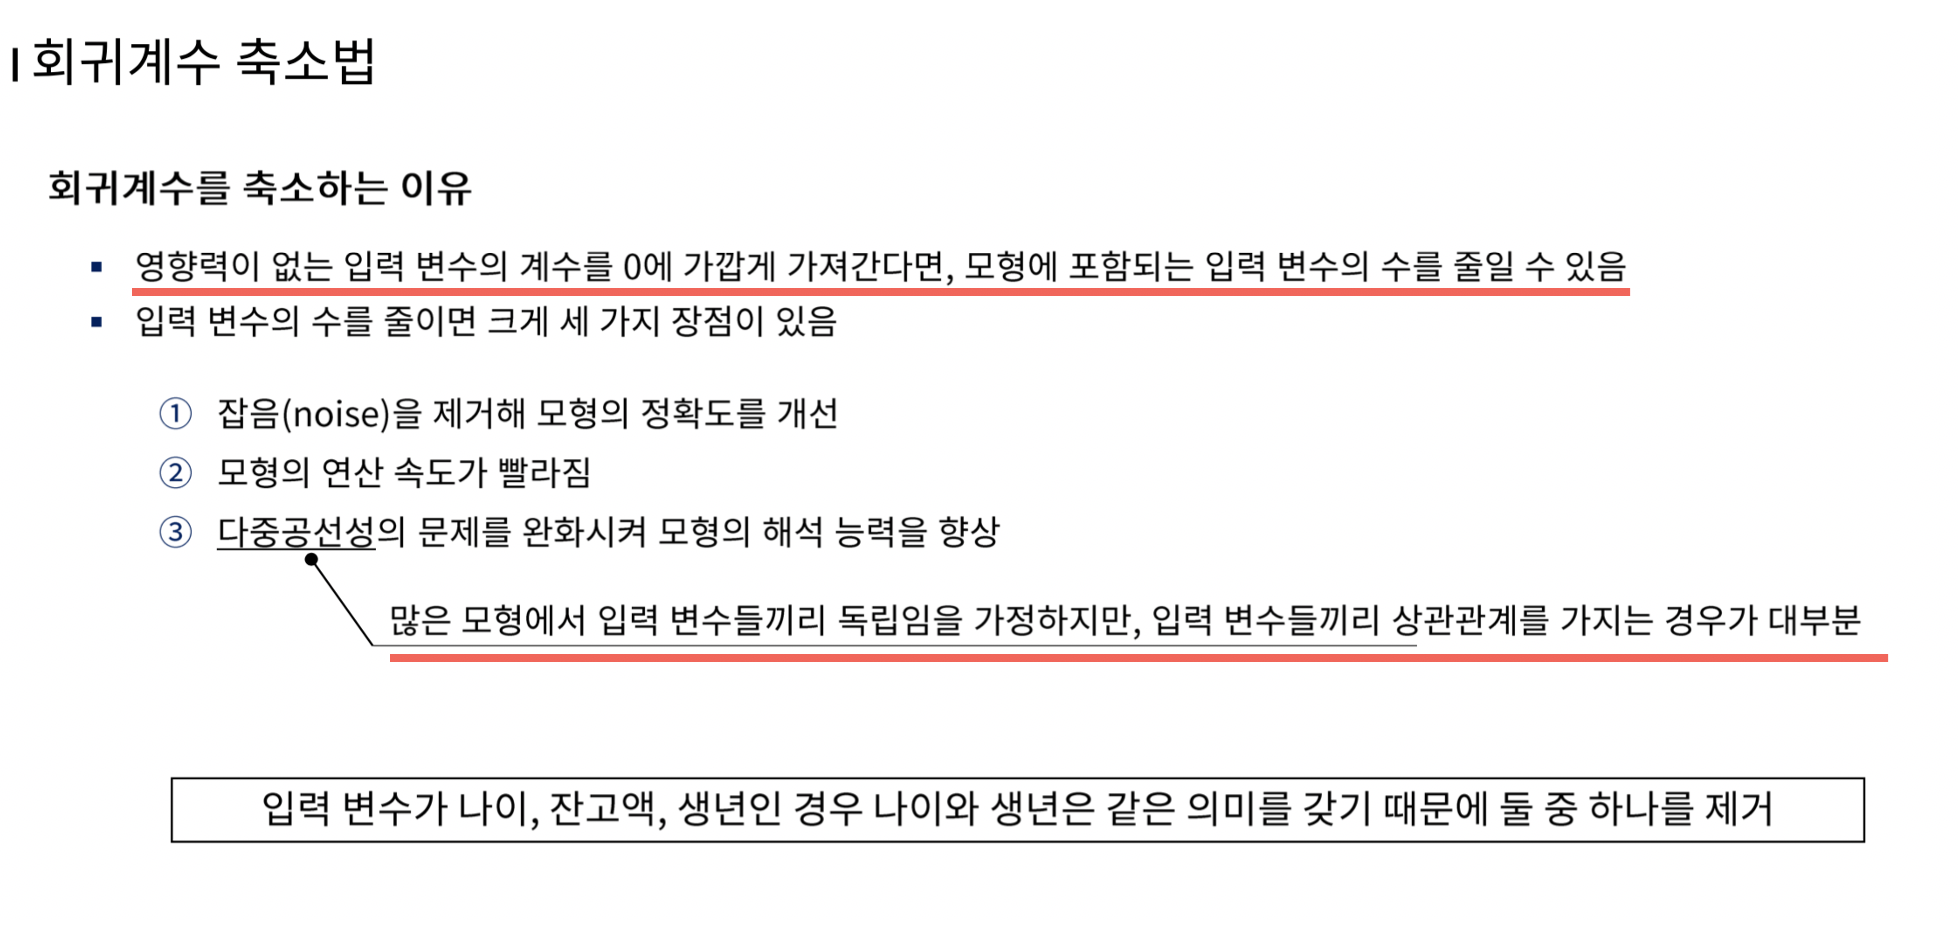 회귀계수 축소법
회귀계수를 축소하는 이유
▪ 영향력이 없는 입력 변수의 계수를 0에 가깝게 가져간다면, 모형에 포함되는 입력 변수의 수를 줄일 수 있음
▪ 입력 변수의 수를 줄이면 크게 세 가지 장점이 있음
① 잡음(noise)을 제거해 모형의 정확도를 개선
② 모형의 연산 속도가 빨라짐
③ 다중공선성의 문제를 완화시켜 모형의 해석 능력을 향상
많은 모형에서 입력 변수들끼리 독립임을 가정하지만, 입력 변수들끼리 상관관계를 가지는 경우가 대부분
입력 변수가 나이, 잔고액, 생년인 경우 나이와 생년은 같은 의미를 갖기 때문에 둘 중 하나를 제거